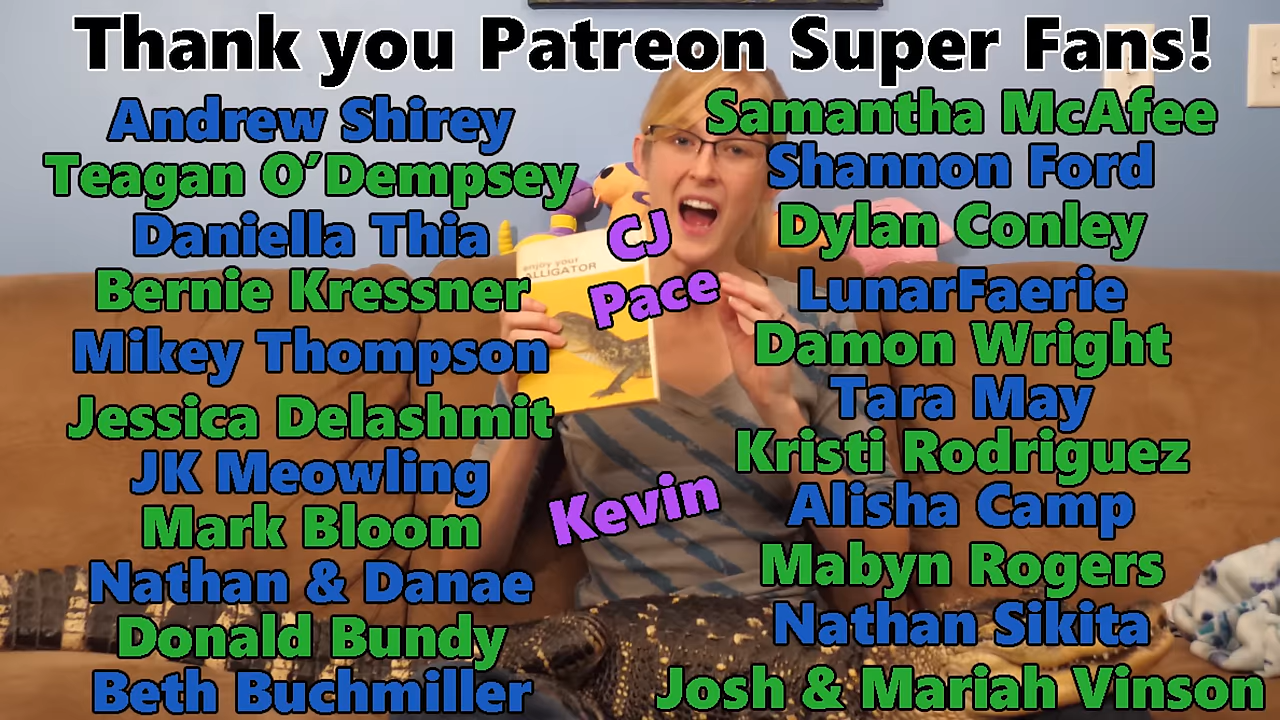 Thank you Patreon Super Fans!
Andrew Shirey
Teagan O'Dempsey
Daniella Thia
Bernie Kressner
Mikey Thompson
Jessica Delashmit
JK Meowling
Mark Bloom
Nathan & Danae
Donald Bundy
Beth Buchmiller
CJ
Pace
Kevin
enjoy your
ALLIGATOR
Samantha McAfee
Shannon Ford
Dylan Conley
LunarFaerie
Damon Wright
Tara May
Kristi Rodriguez
Alisha Camp
Mabyn Rogers
Nathan Sikita
Josh & Mariah Vinson